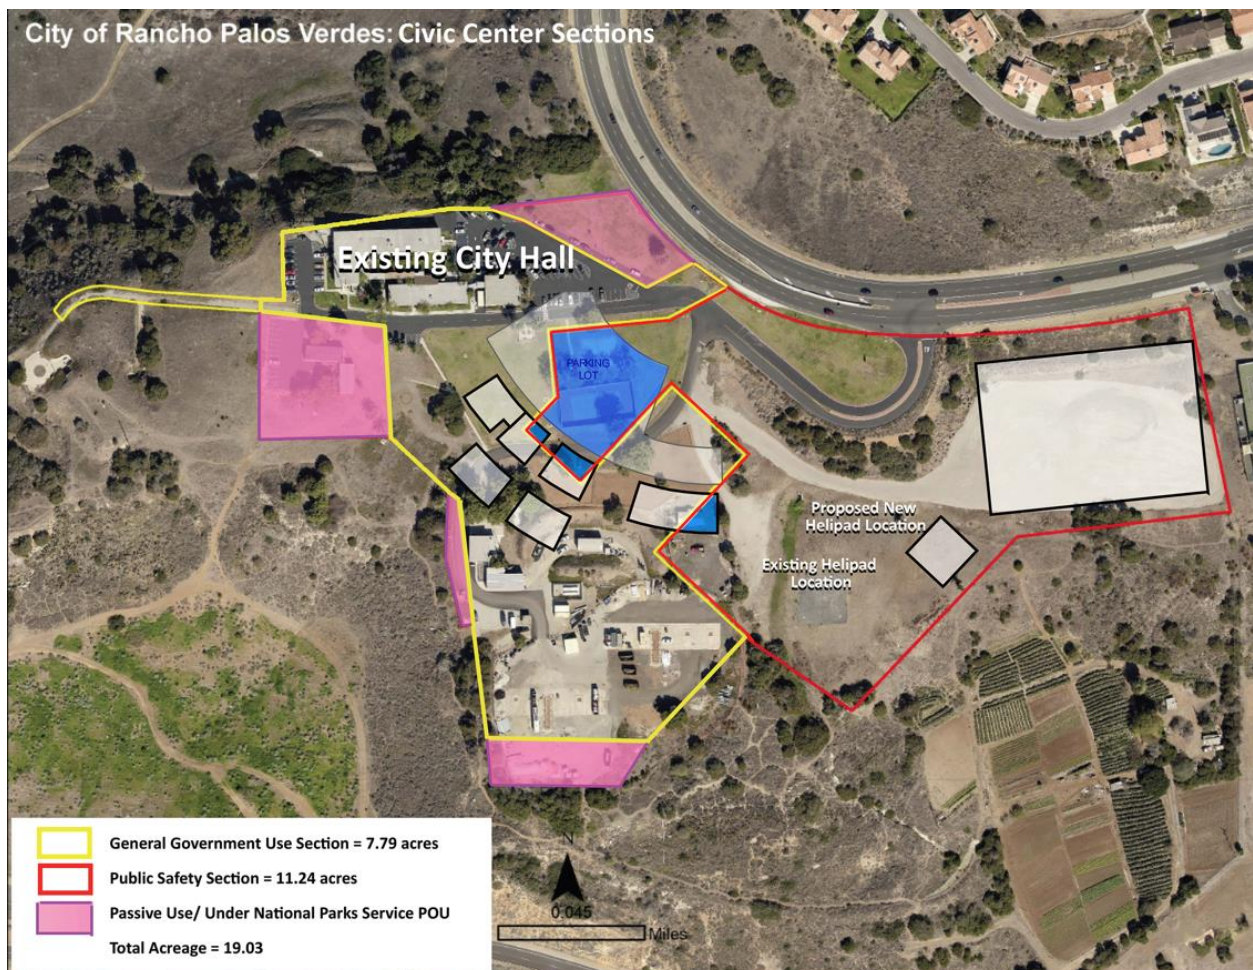 City of Rancho Palos Verdes: Civic Center Sections
Existing City Hall
PARKING
LOT
Proposed New
Helipad Location
Existing Helipad
Location
General Government Use Section = 7.79 acres
Public Safety Section = 11.24 acres
Passive Use/ Under National Parks Service POU
Total Acreage = 19.03
N
0.045
Miles